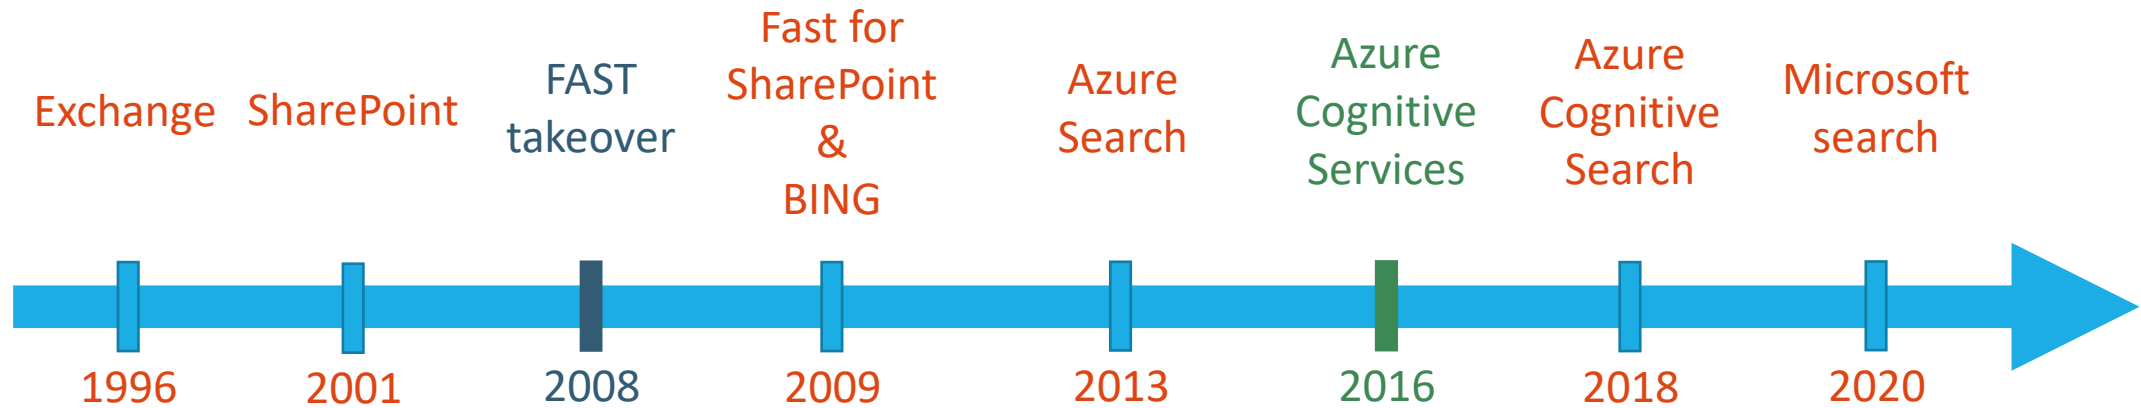 Exchange
SharePoint
FAST
takeover
Fast for
SharePoint
&
BING
Azure
Search
Azure
Cognitive
Services
Azure
Cognitive
Search
Microsoft
search
1996
2001
2008
2009
2013
2016
2018
2020